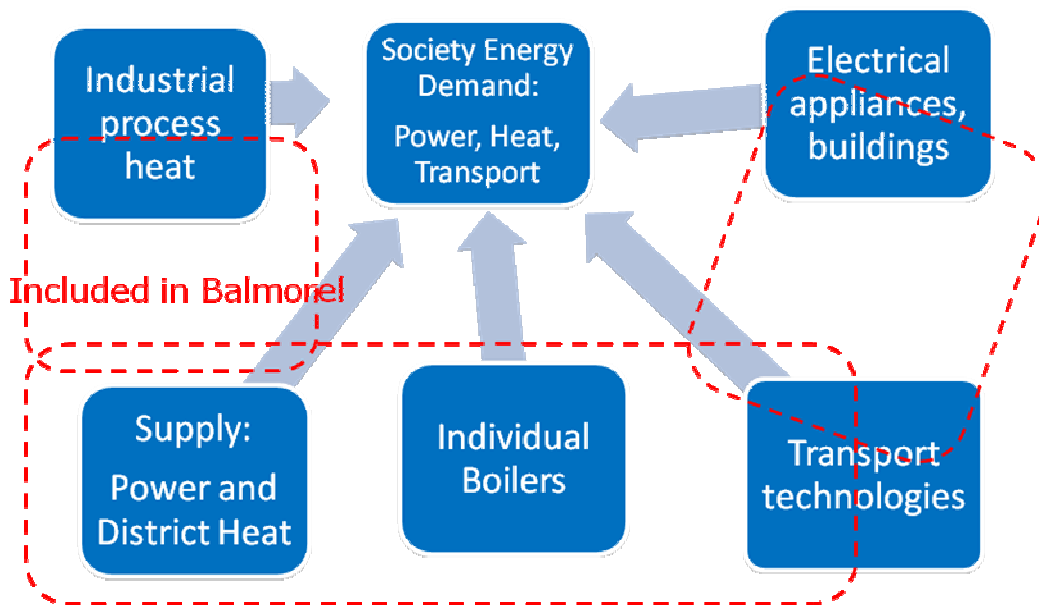 Industrial
process
heat
Society Energy
Demand:
Power, Heat,
Transport
Electrical
appliances,
buildings
Included in Balmorel
Supply:
Power and
District Heat
Individual
Boilers
Transport
technologies